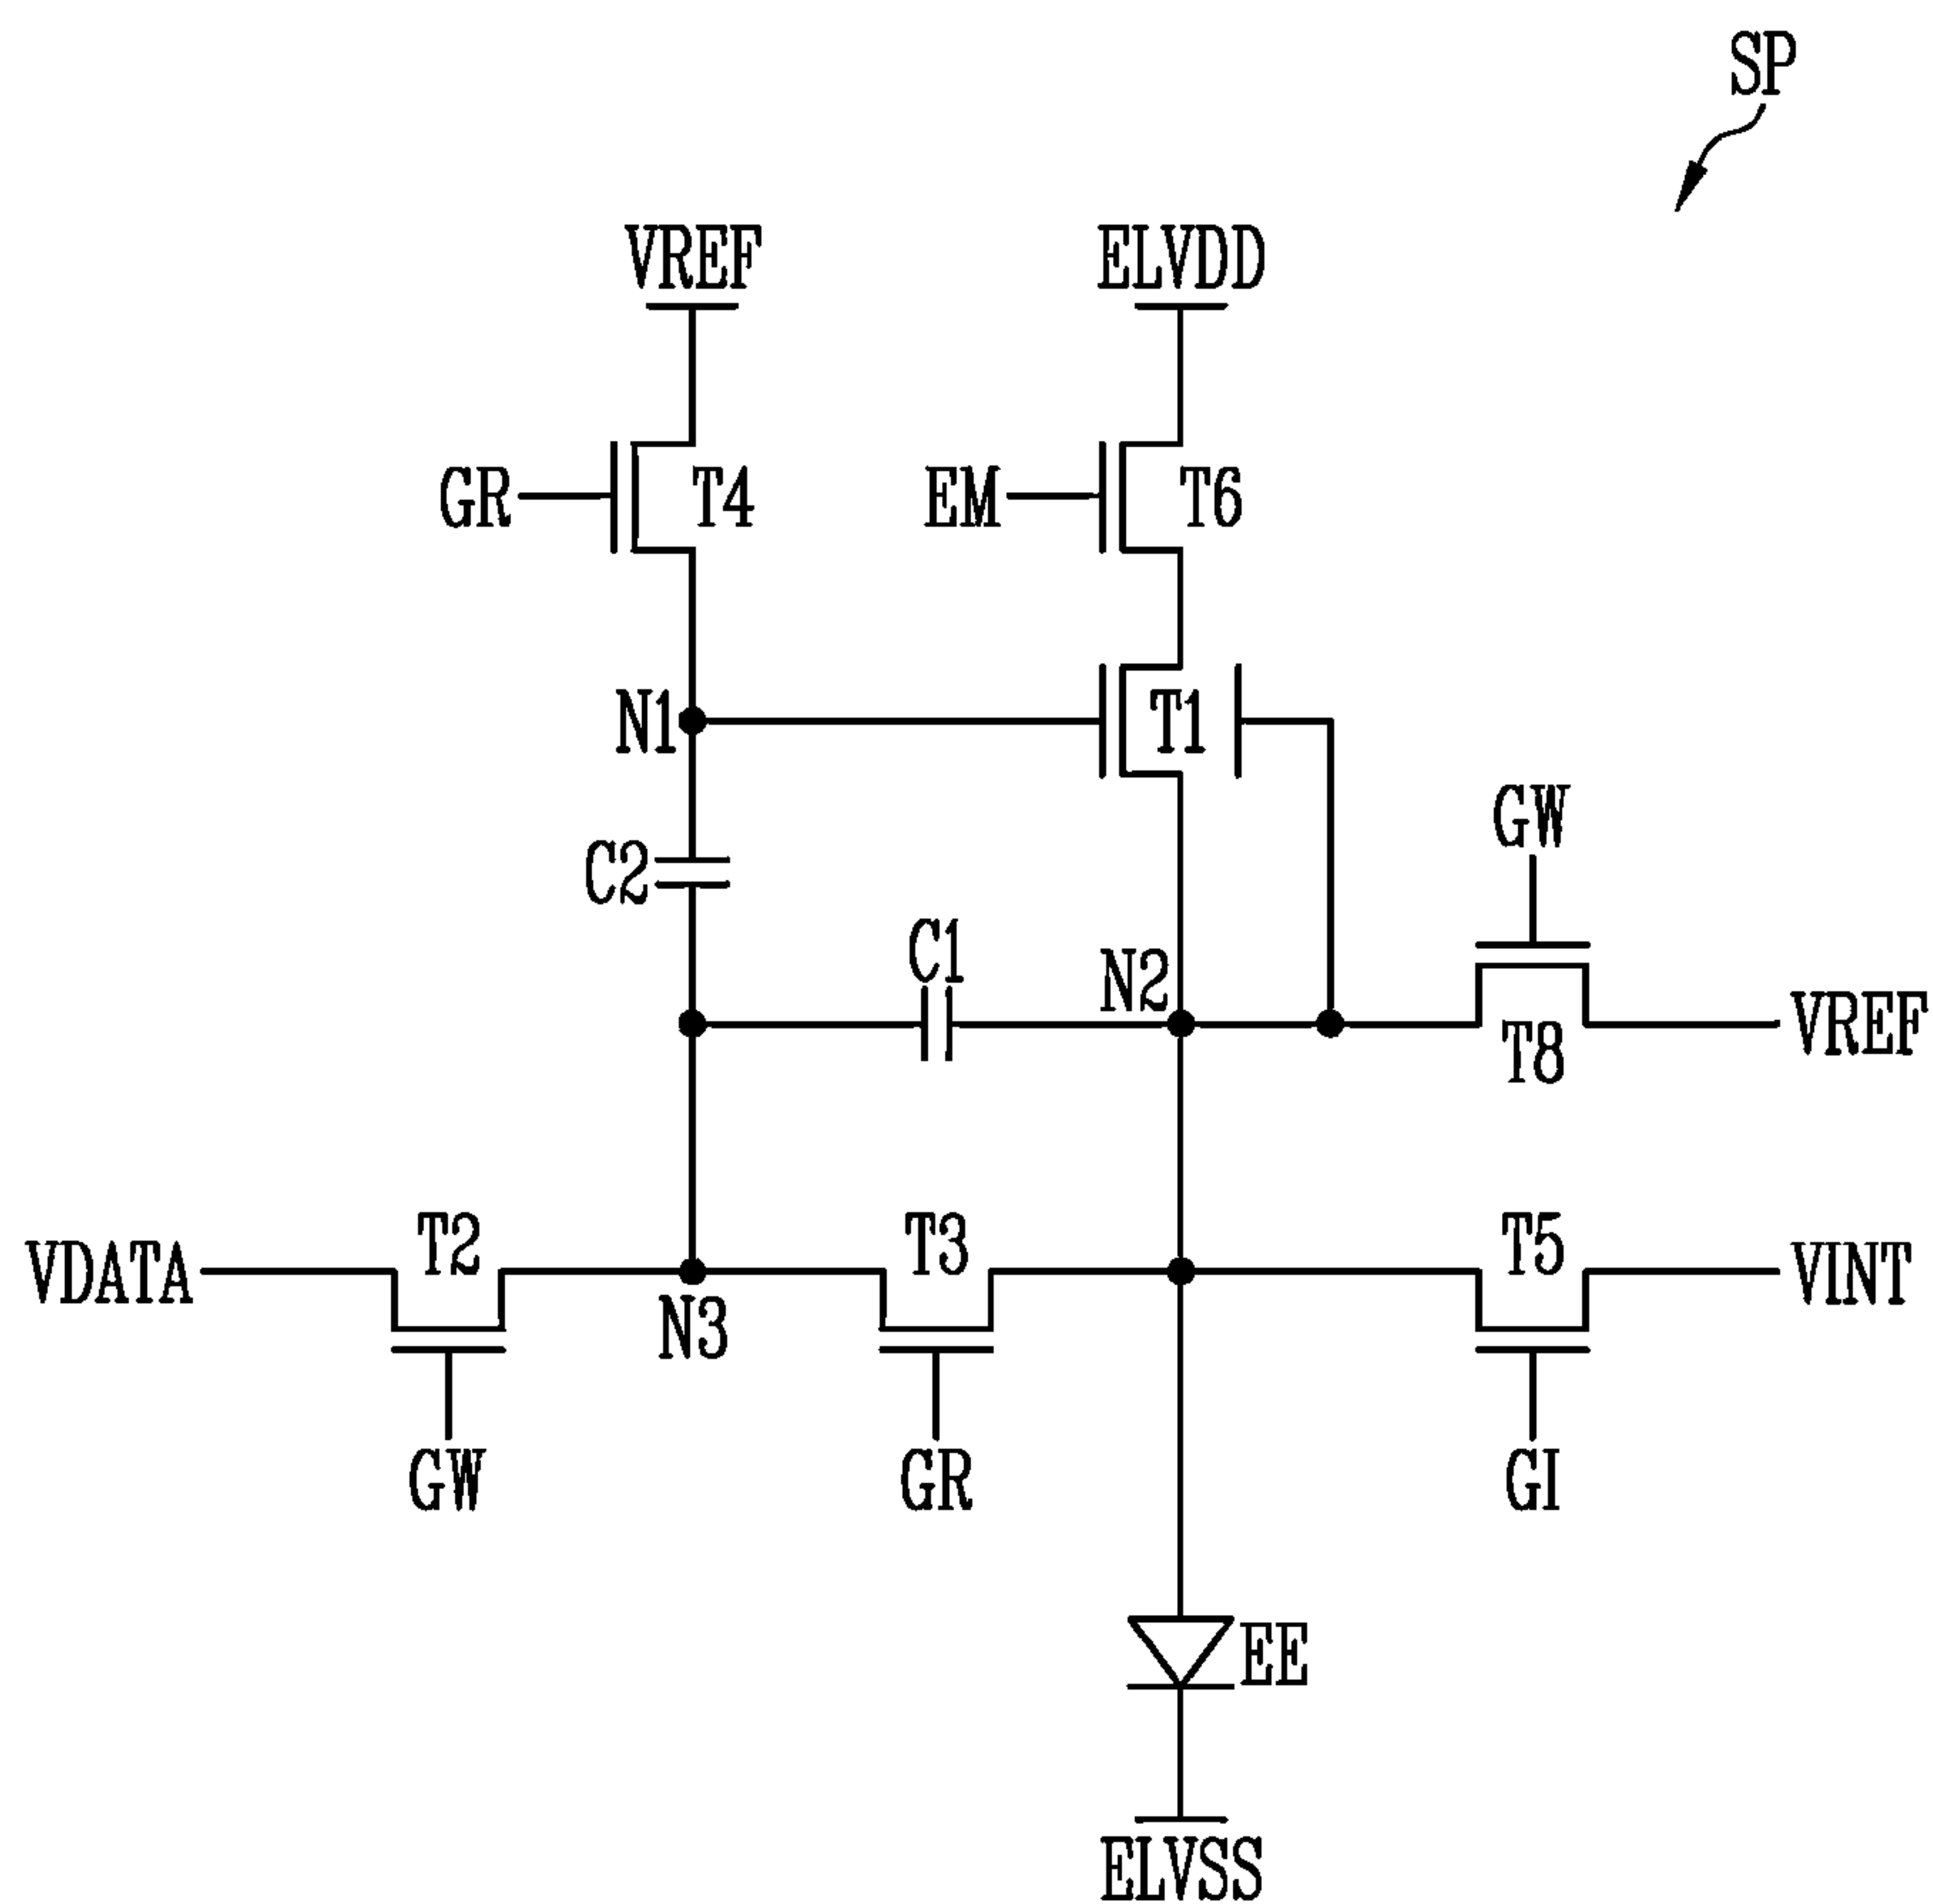 SP
VREF
ELVDD
GR
T4
EM
T6
N1
T1
GW
C2
C1
N2
VREF
T8
VDATA
T2
T3
T5
VINT
N3
GW
GR
GI
EE
ELVSS